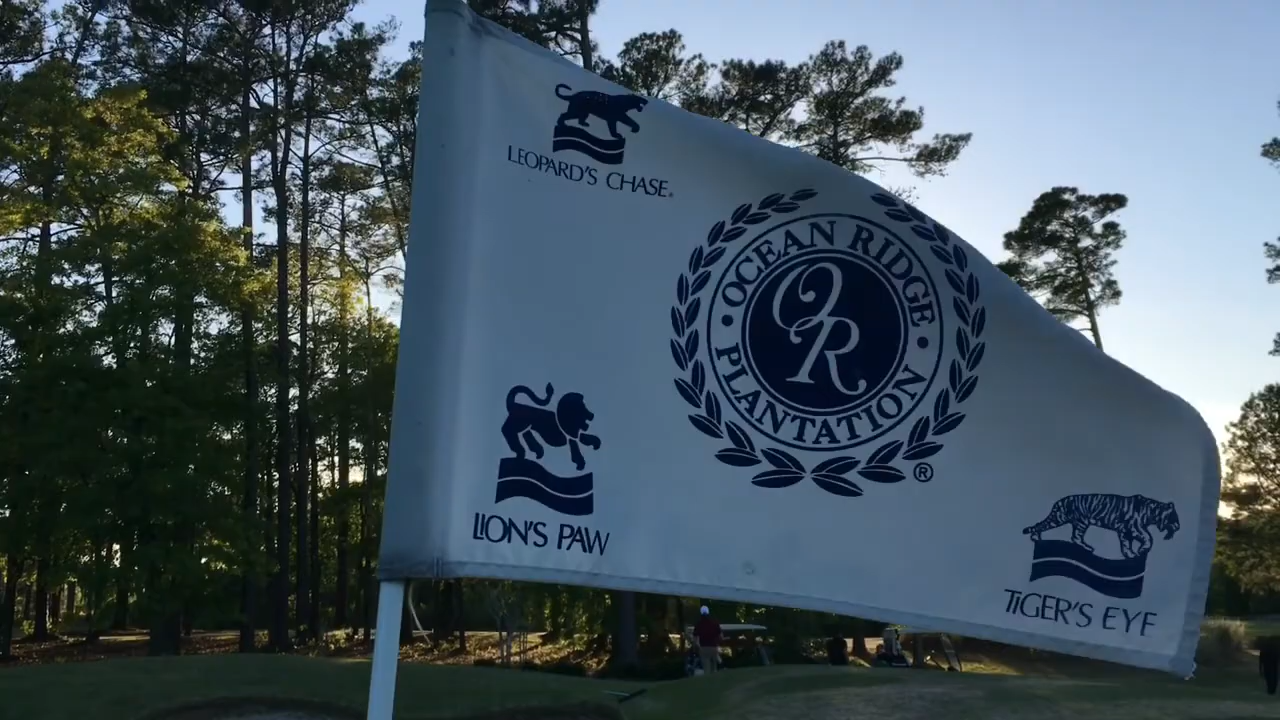 LEOPARD'S CHASE®
OCEAN RIDGE
OR
• PLANTATION •
®
LION'S PAW
TIGER'S EYE